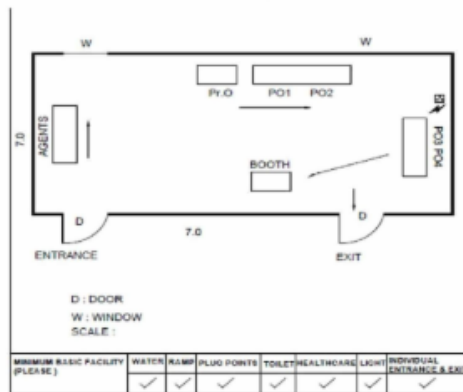 W W
Pr.O PO1 PO2
7.0
AGENTS
PO3 PO4
BOOTH
D D
7.0
ENTRANCE EXIT
D : DOOR
W : WINDOW
SCALE :
MINIMUM BASIC FACILITY WATER RAMP PLUG POINTS TOILET HEALTHCARE LIGHT INDIVIDUAL
(PLEASE ) ENTRANCE & EXI
✓ ✓ ✓ ✓ ✓ ✓ ✓